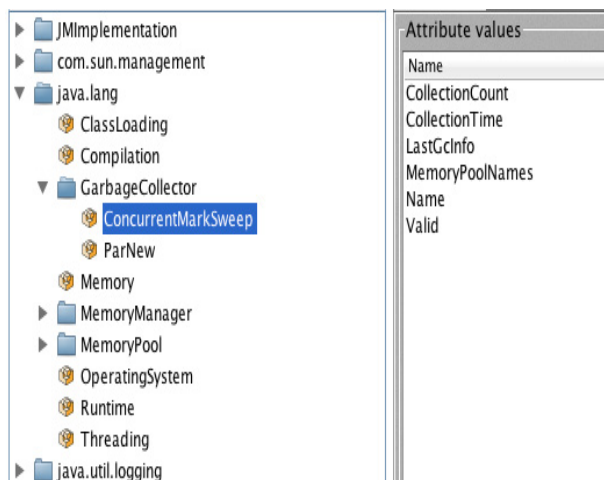 JMImplementation
com.sun.management
java.lang
ClassLoading
Compilation
GarbageCollector
ConcurrentMarkSweep
ParNew
Memory
MemoryManager
MemoryPool
OperatingSystem
Runtime
Threading
java.util.logging
Attribute values
Name
CollectionCount
CollectionTime
LastGcInfo
MemoryPoolNames
Name
Valid